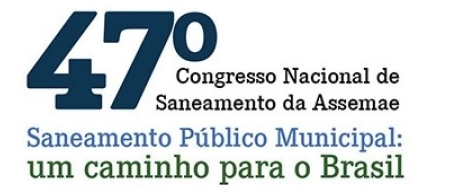 47º
Congresso Nacional de
Saneamento da Assemae
Saneamento Público Municipal:
um caminho para o Brasil